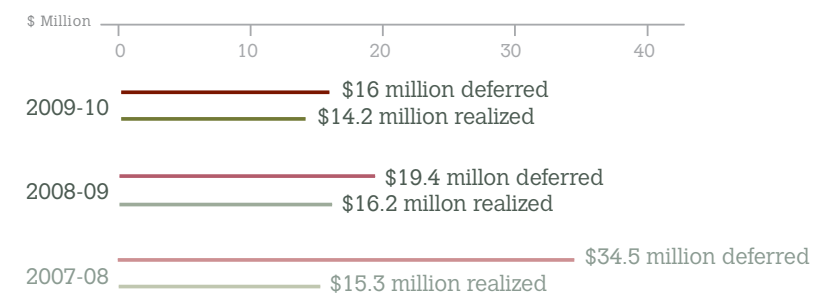 $ Million
0 10 20 30 40
$16 million deferred
2009-10
$14.2 million realized
$19.4 millon deferred
2008-09
$16.2 millon realized
$34.5 million deferred
2007-08
$15.3 million realized